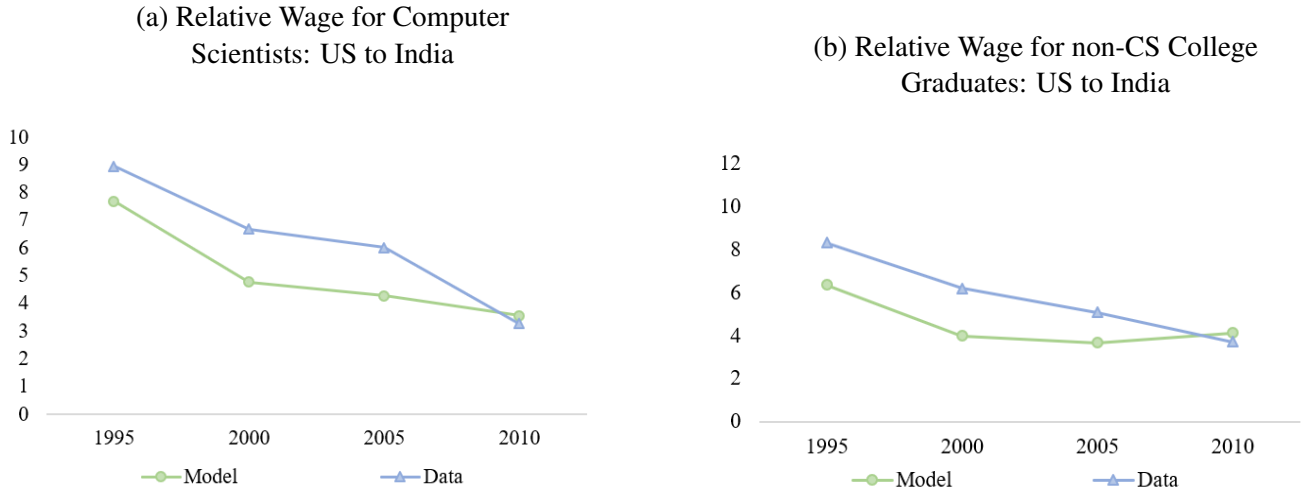 (a) Relative Wage for Computer
Scientists: US to India
10
9
8
7
6
5
4
3
2
1
0
1995 2000 2005 2010
Model Data
(b) Relative Wage for non-CS College
Graduates: US to India
12
10
8
6
4
2
0
1995 2000 2005 2010
Model Data